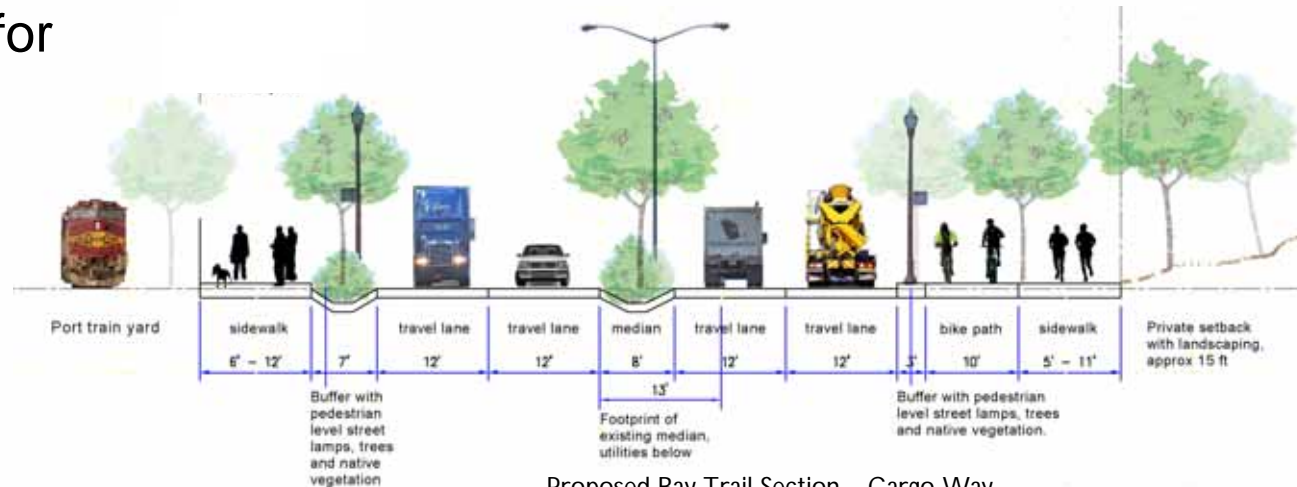 for
Port train yard
sidewalk
travel lane
travel lane
median
travel lane
travel lane
bike path
sidewalk
Private setback
with landscaping,
approx 15 ft
6' - 12'
7'
12'
12'
8'
12'
12'
10'
5' - 11'
13'
Buffer with
pedestrian
level street
lamps, trees
and native
vegetation
Footprint of
existing median,
utilities below
Buffer with pedestrian
level street lamps, trees
and native vegetation.
Proposed Bay Trail Section – Cargo Way